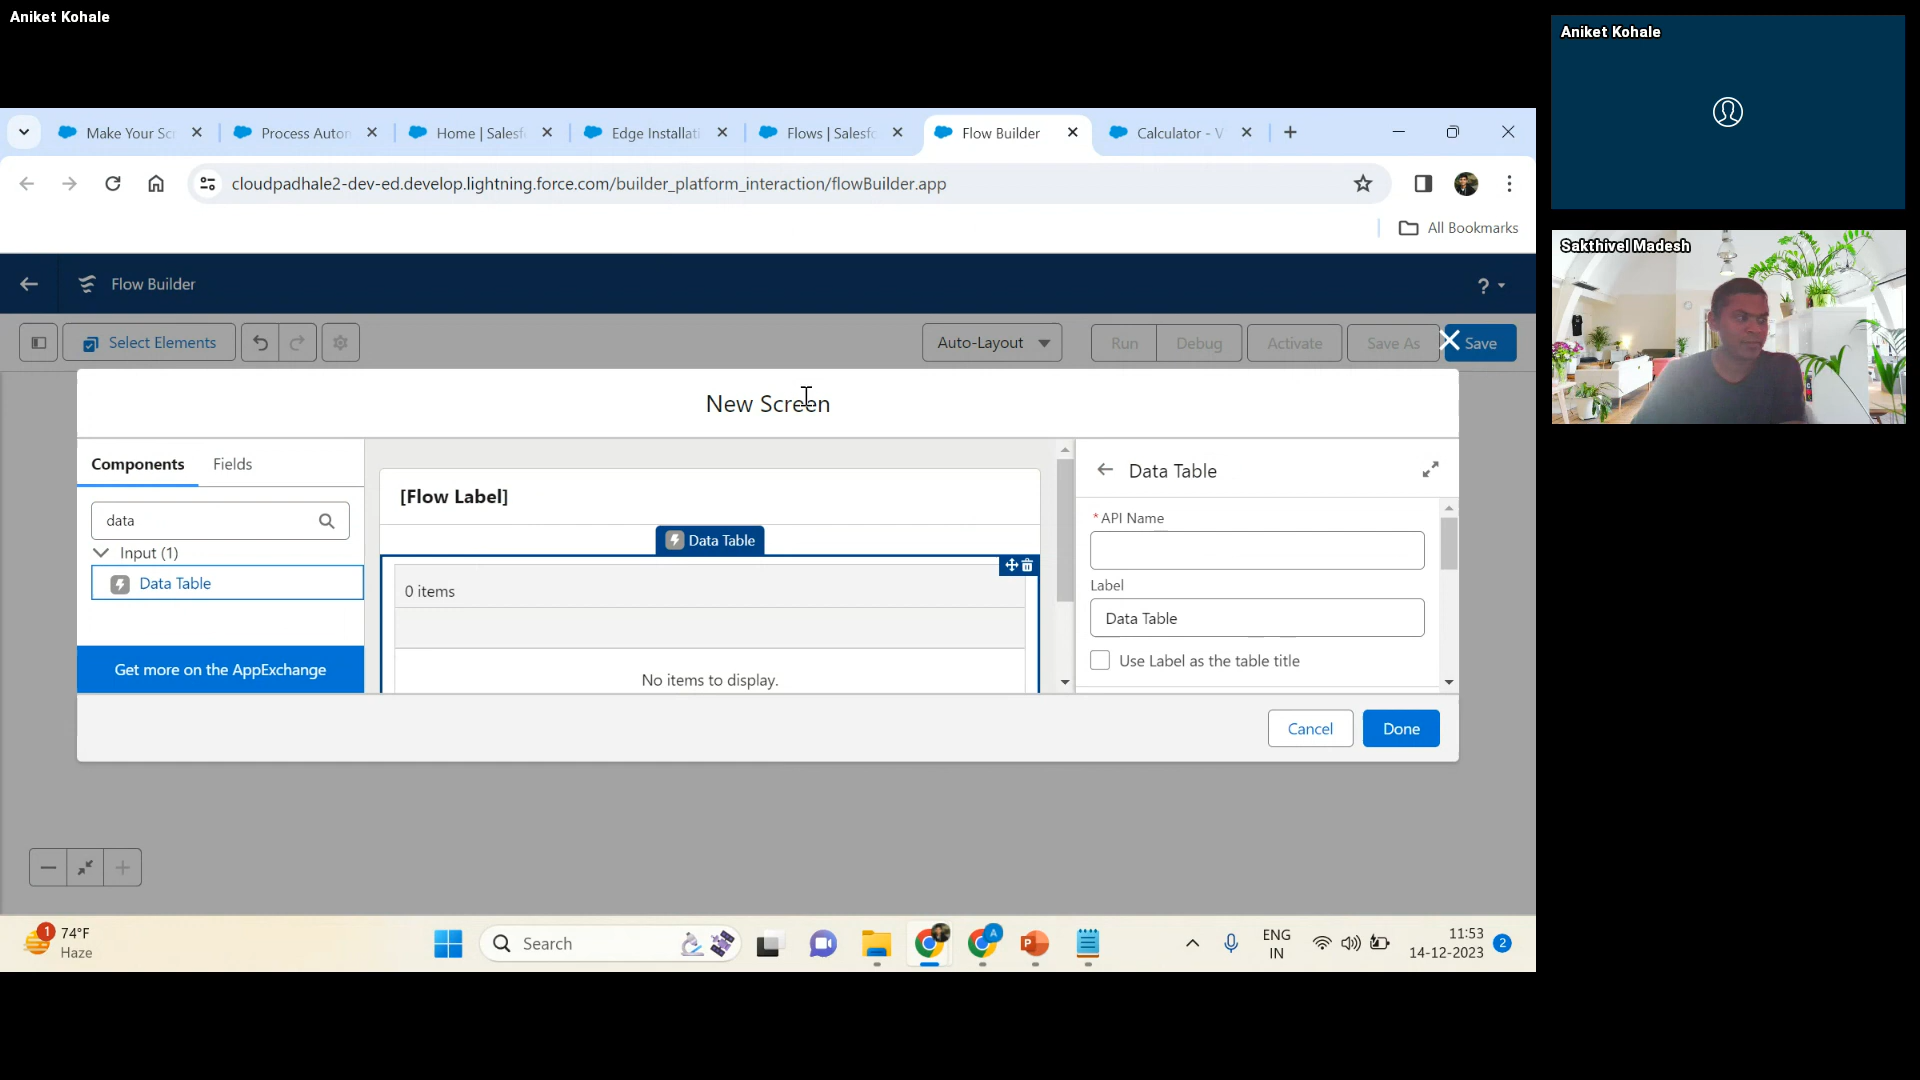 Aniket Kohale
Aniket Kohale
Sakthivel Madesh
Make Your Sc
Process Auton
Home | Salesf
Edge Installati
Flows | Salesfo
Flow Builder
Calculator - V
cloudpadhale2-dev-ed.develop.lightning.force.com/builder_platform_interaction/flowBuilder.app
All Bookmarks
Flow Builder
?
Select Elements
Auto-Layout
Run
Debug
Activate
Save As
Save
New Screen
Components
Fields
data
Input (1)
Data Table
Get more on the AppExchange
[Flow Label]
Data Table
0 items
No items to display.
Data Table
* API Name
Label
Data Table
Use Label as the table title
Cancel
Done
1
74°F
Haze
Search
A
P
ENG
IN
11:53
14-12-2023
2